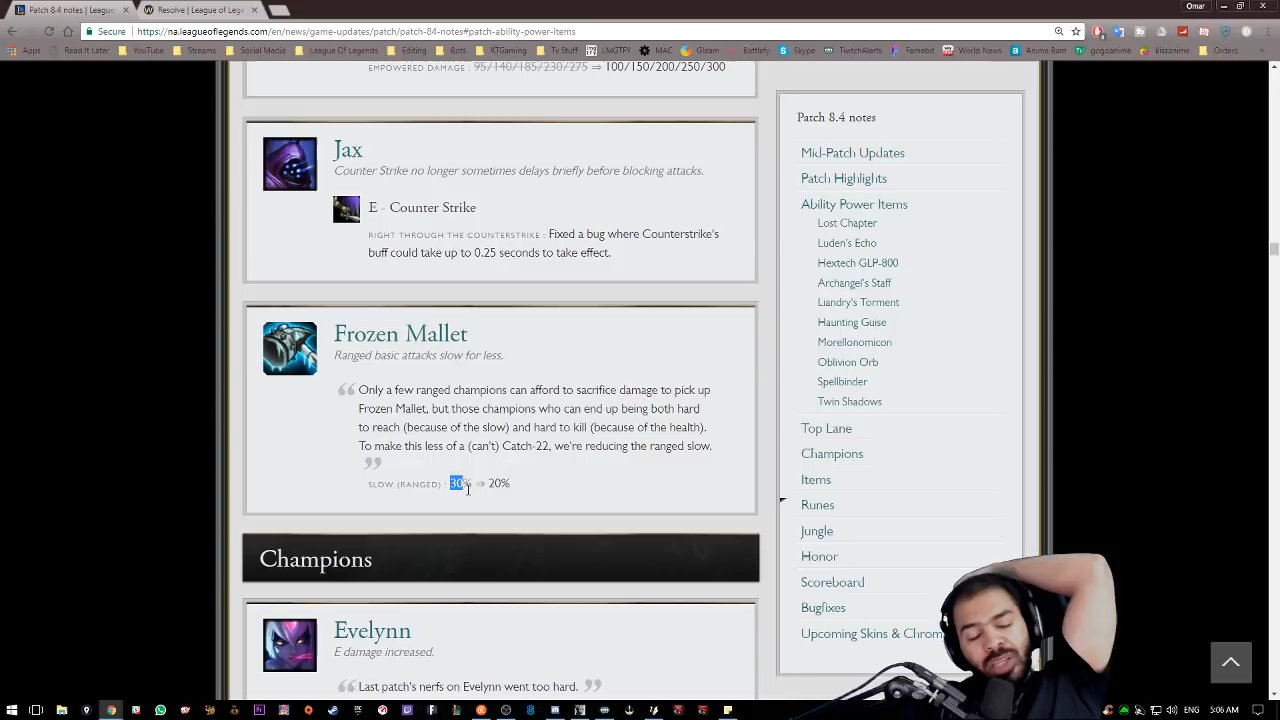 Patch 8.4 notes | League
Resolve | League of Leg
Omar
Secure
https://na.leagueoflegends.com/en/news/game-updates/patch/patch-84-notes#patch-ability-power-items
Apps
Read It Later
YouTube
Streams
Social Media
League Of Legends
Editing
Bots
KTGaming
Tv Stuff
LMGTFY
MAC
Gleam
Battlefy
Skype
TwitchAlerts
Famebit
World News
Anime Bam
gogoanime
kissanime
Orders
EMPOWERED DAMAGE : 95/140/185/230/275 ⇒ 100/150/200/250/300
Jax
Counter Strike no longer sometimes delays briefly before blocking attacks.
E - Counter Strike
RIGHT THROUGH THE COUNTERSTRIKE : Fixed a bug where Counterstrike's
buff could take up to 0.25 seconds to take effect.
Frozen Mallet
Ranged basic attacks slow for less.
“ Only a few ranged champions can afford to sacrifice damage to pick up
Frozen Mallet, but those champions who can end up being both hard
to reach (because of the slow) and hard to kill (because of the health).
To make this less of a (can't) Catch-22, we're reducing the ranged slow.
”
SLOW (RANGED) : 30% ⇒ 20%
Champions
Evelynn
E damage increased.
“ Last patch's nerfs on Evelynn went too hard. ”
Patch 8.4 notes
Mid-Patch Updates
Patch Highlights
Ability Power Items
Lost Chapter
Luden's Echo
Hextech GLP-800
Archangel's Staff
Liandry's Torment
Haunting Guise
Morellonomicon
Oblivion Orb
Spellbinder
Twin Shadows
Top Lane
Champions
Items
Runes
Jungle
Honor
Scoreboard
Bugfixes
Upcoming Skins & Chrom
ENG
5:06 AM